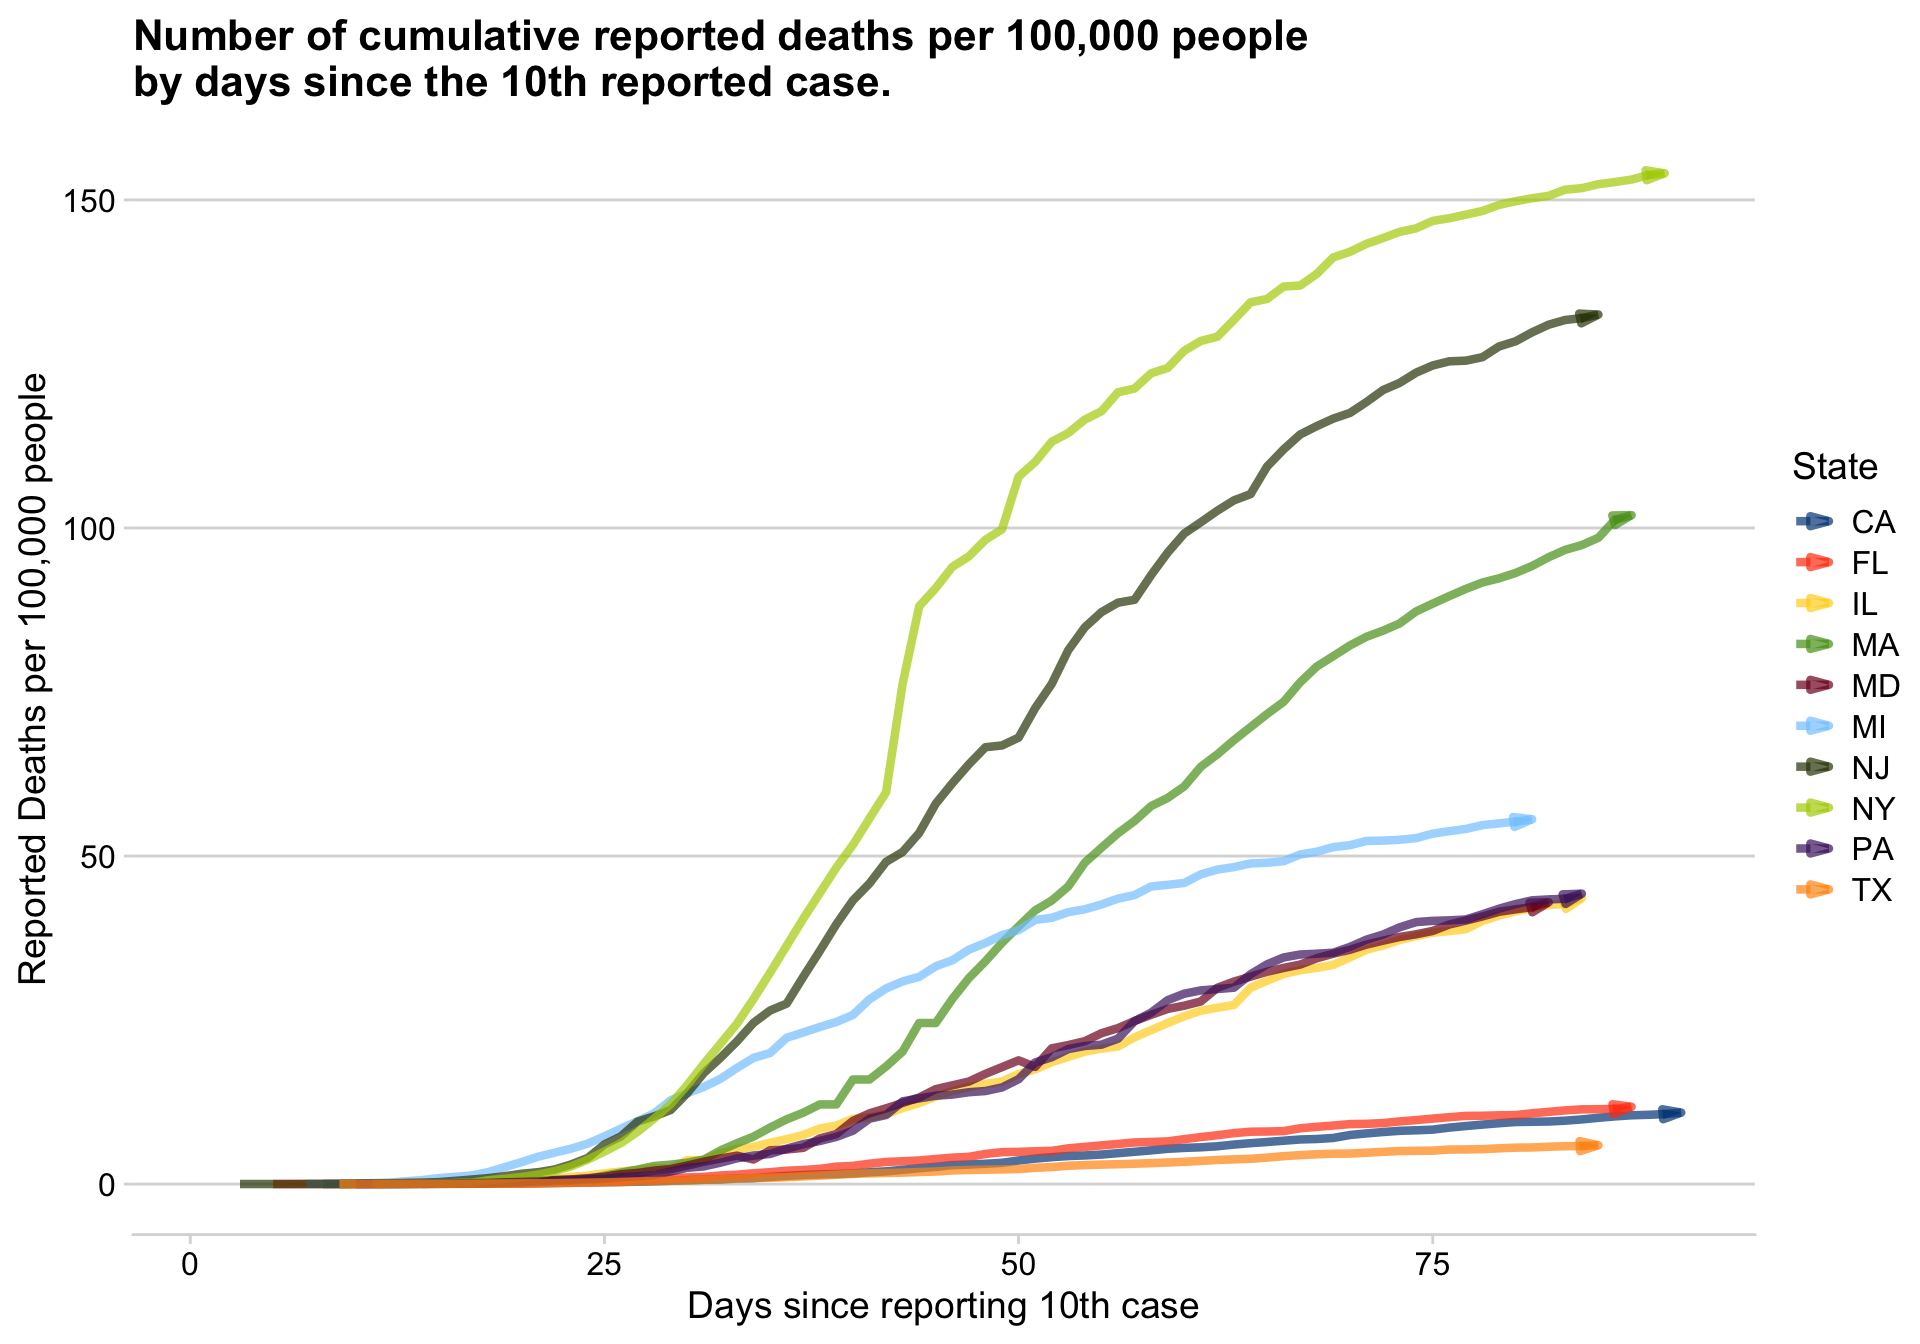 Number of cumulative reported deaths per 100,000 people
by days since the 10th reported case.
Reported Deaths per 100,000 people
150
100
50
0
0
25
50
75
Days since reporting 10th case
State
CA
FL
IL
MA
MD
MI
NJ
NY
PA
TX